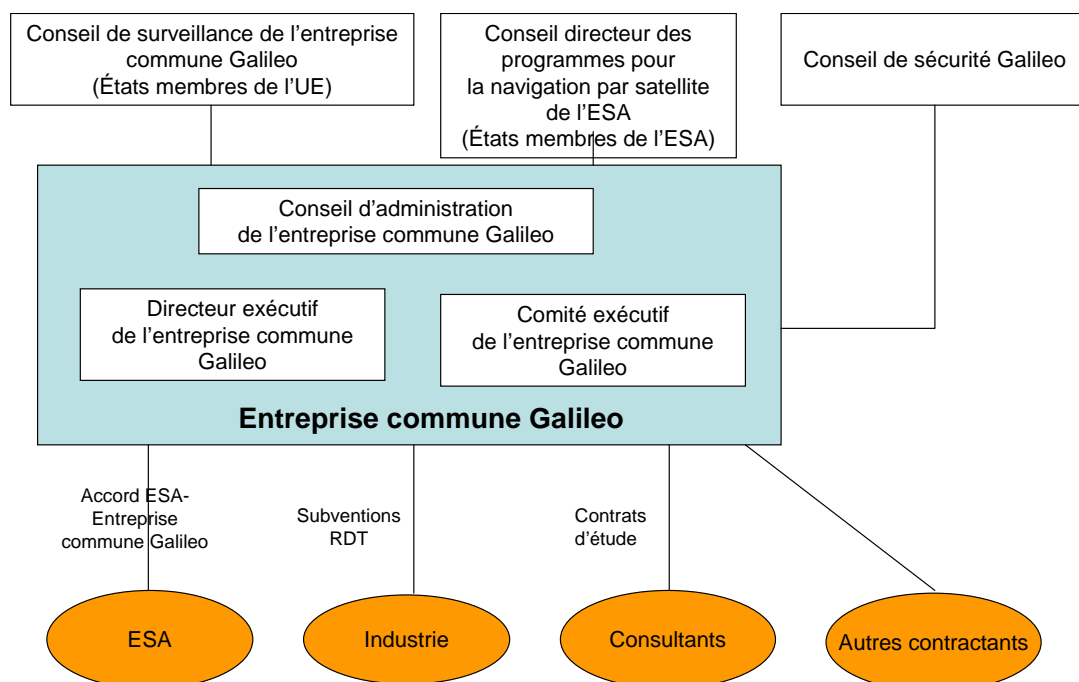 Conseil de surveillance de l’entreprise
commune Galileo
(États membres de l’UE)
Conseil directeur des
programmes pour
la navigation par satellite
de l’ESA
(États membres de l’ESA)
Conseil de sécurité Galileo
Conseil d’administration
de l’entreprise commune Galileo
Directeur exécutif
de l’entreprise commune
Galileo
Comité exécutif
de l’entreprise commune
Galileo
Entreprise commune Galileo
Accord ESA-
Entreprise
commune Galileo
Subventions
RDT
Contrats
d’étude
ESA
Industrie
Consultants
Autres contractants